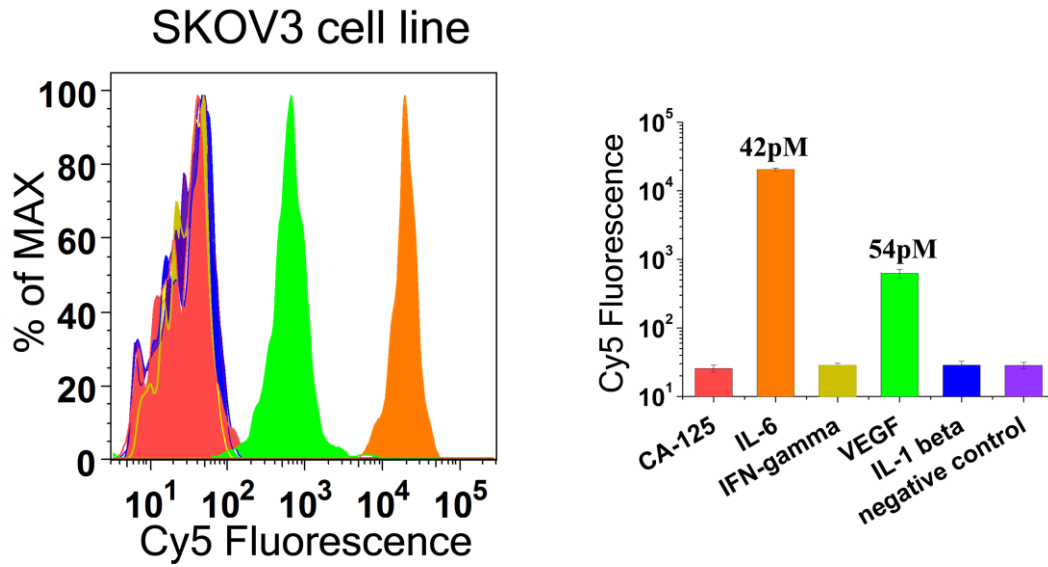 SKOV3 cell line
% of MAX
100
80
60
40
20
0
10¹ 10² 10³ 10⁴ 10⁵
Cy5 Fluorescence
Cy5 Fluorescence
10⁵
10⁴
10³
10²
10¹
42pM
54pM
CA-125
IL-6
IFN-gamma
VEGF
IL-1 beta
negative control